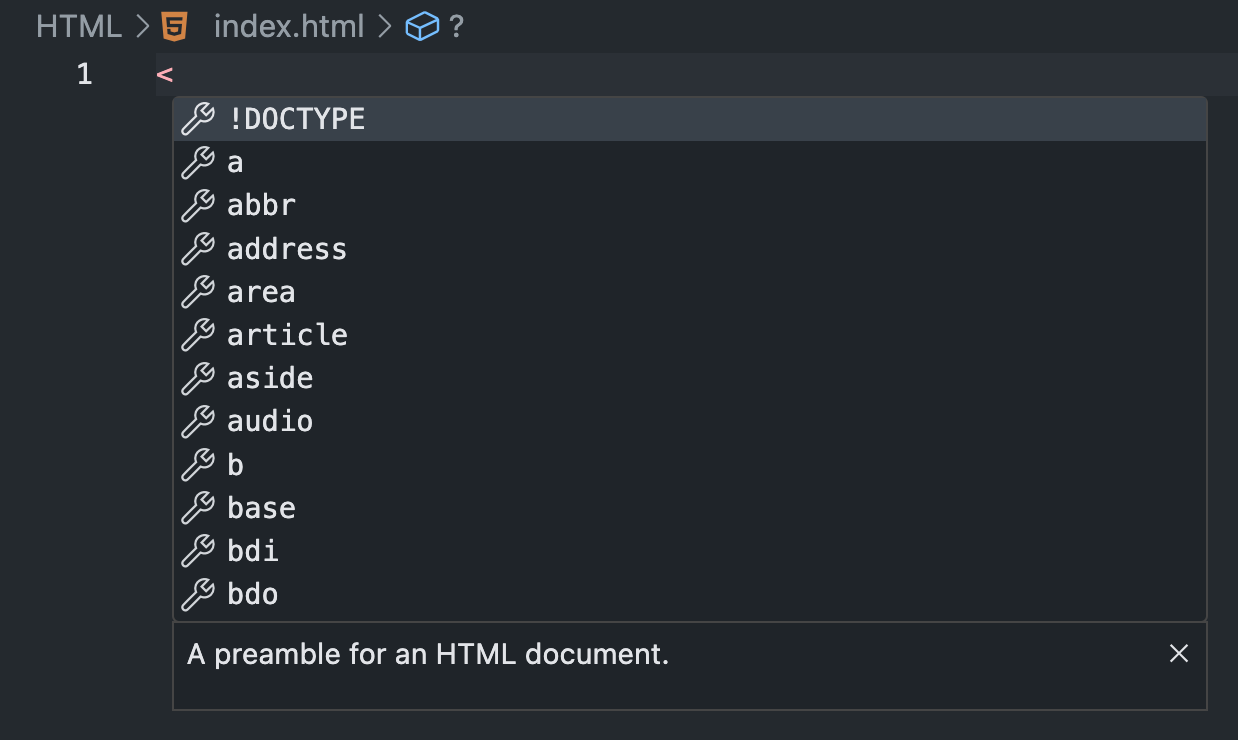 HTML > 5 index.html > ?
1 <
!DOCTYPE
a
abbr
address
area
article
aside
audio
b
base
bdi
bdo
A preamble for an HTML document.